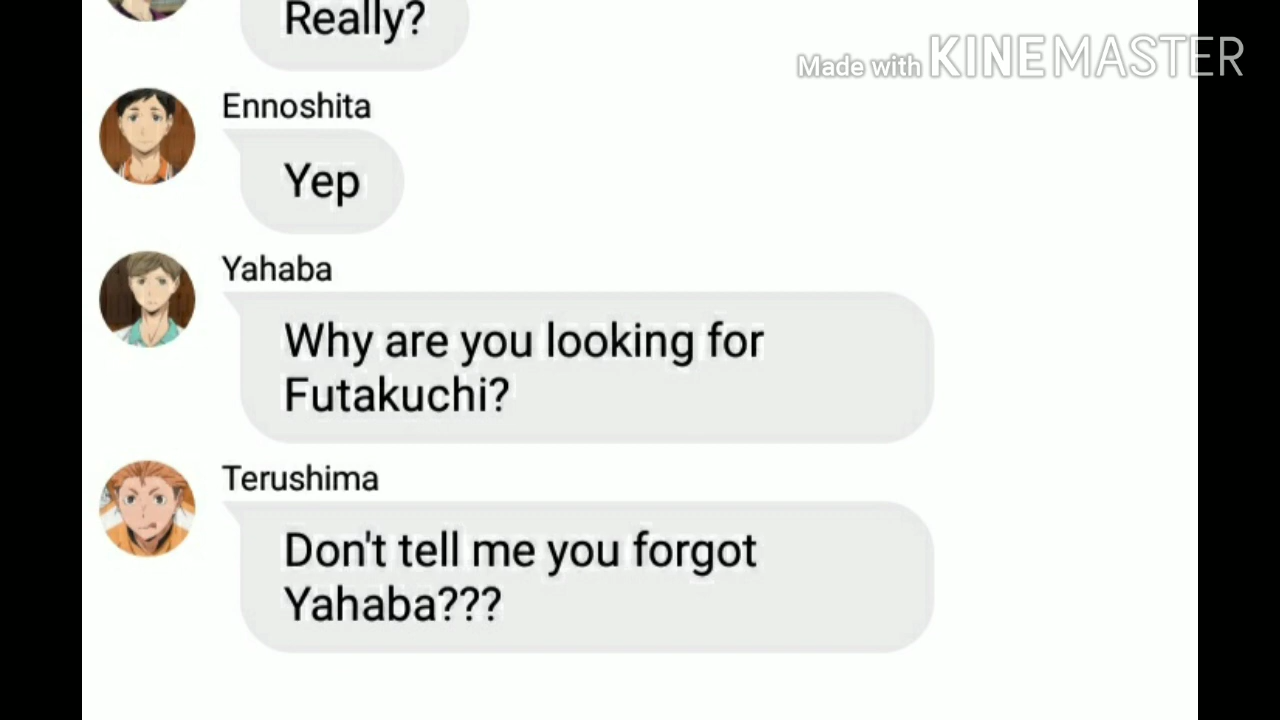 Really?
Made with KINEMASTER
Ennoshita
Yep
Yahaba
Why are you looking for
Futakuchi?
Terushima
Don't tell me you forgot
Yahaba???